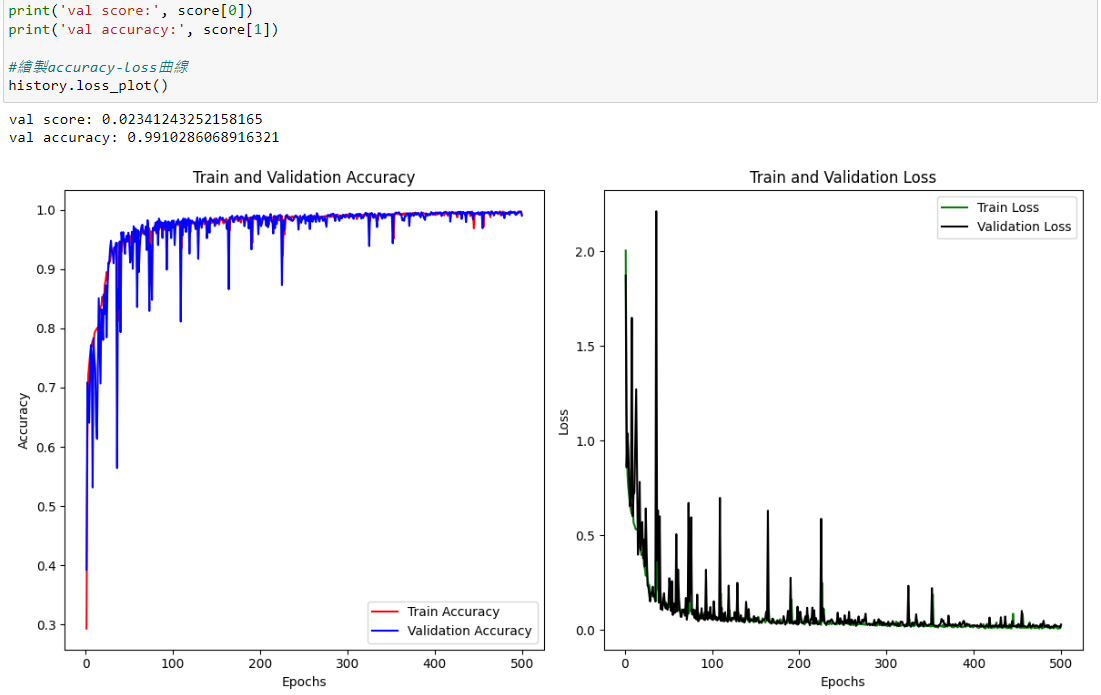 print('val score:', score[0])
print('val accuracy:', score[1])
#繪製accuracy-loss曲線
history.loss_plot()
val score: 0.02341243252158165
val accuracy: 0.9910286068916321
Train and Validation Accuracy
1.0
0.9
0.8
0.7
0.6
0.5
0.4
0.3
Accuracy
0
100
200
300
400
500
Epochs
Train Accuracy
Validation Accuracy
Train and Validation Loss
2.0
1.5
1.0
0.5
0.0
Loss
0
100
200
300
400
500
Epochs
Train Loss
Validation Loss